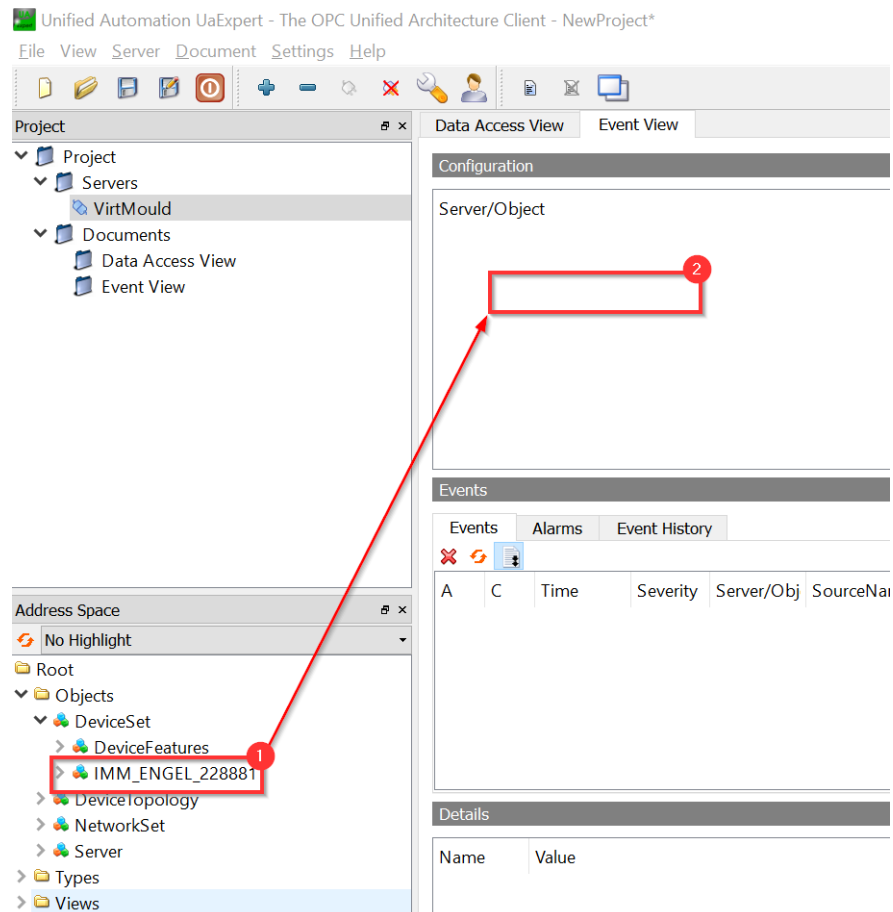 Unified Automation UaExpert - The OPC Unified Architecture Client - NewProject*
File View Server Document Settings Help
Project
Project
Servers
VirtMould
Documents
Data Access View
Event View
Address Space
No Highlight
Root
Objects
DeviceSet
DeviceFeatures
1
IMM_ENGEL_228881
DeviceTopology
NetworkSet
Server
Types
Views
Data Access View Event View
Configuration
Server/Object
2
Events
Events Alarms Event History
A C Time Severity Server/Obj SourceNa
Details
Name Value